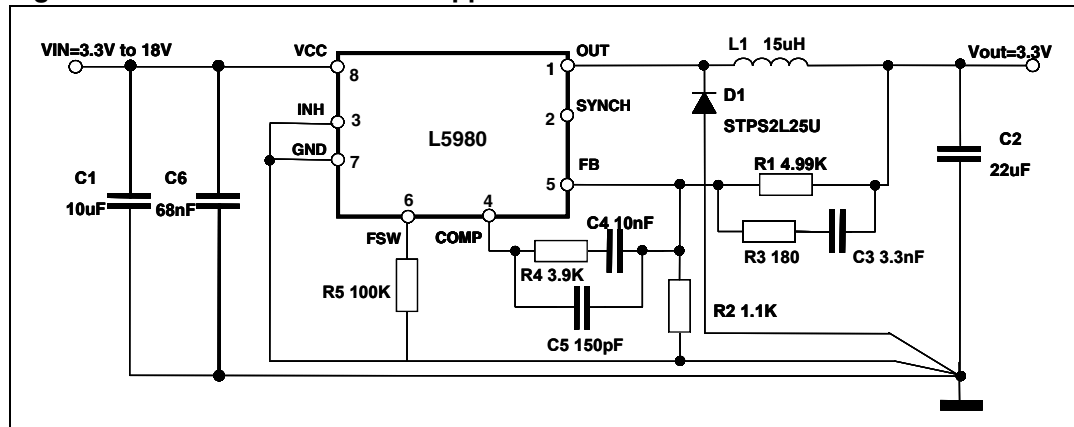 VIN=3.3V to 18V
VCC
8
INH
3
GND
7
L5980
OUT
1
SYNCH
2
FB
5
6
FSW
4
COMP
L1 15uH
Vout=3.3V
D1
STPS2L25U
C1
10uF
C6
68nF
C2
22uF
R1 4.99K
R3 180
C3 3.3nF
C4 10nF
R4 3.9K
C5 150pF
R5 100K
R2 1.1K